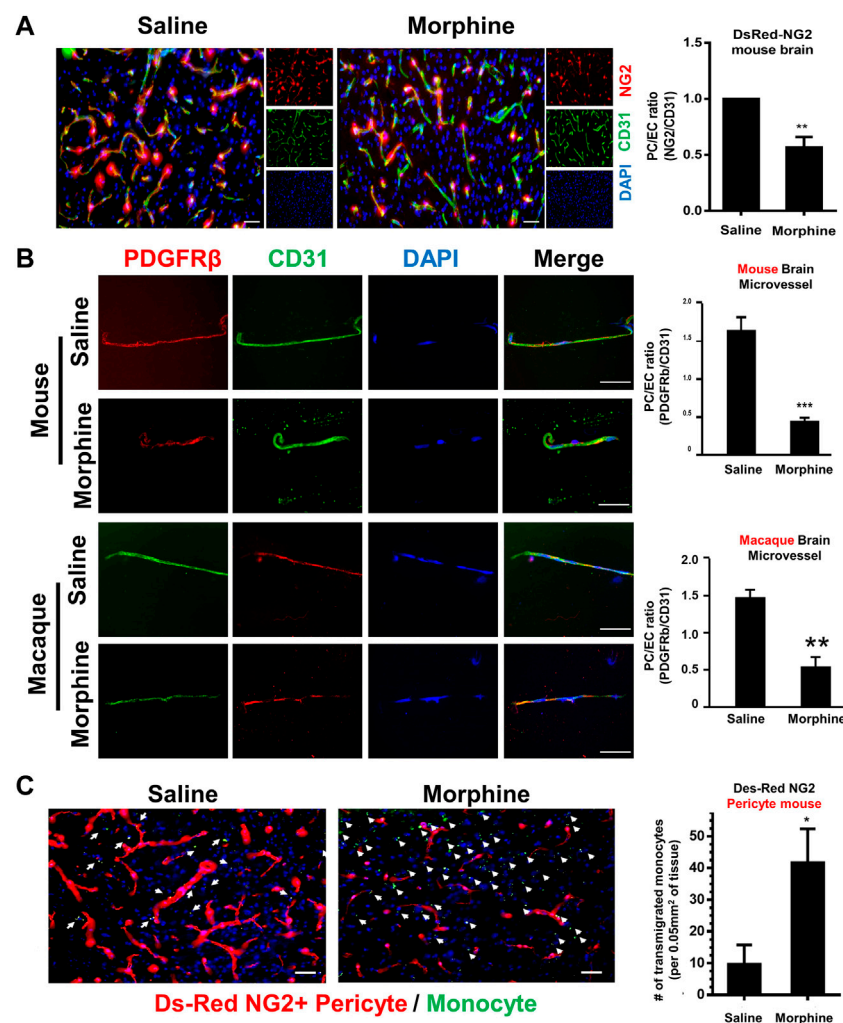 A
Saline
Morphine
NG2
CD31
DAPI
DsRed-NG2
mouse brain
PC/EC ratio
(NG2/CD31)
1.5
1.0
0.5
0.0
**
Saline
Morphine
B
PDGFRβ
CD31
DAPI
Merge
Mouse
Saline
Morphine
Macaque
Saline
Morphine
Mouse Brain
Microvessel
PC/EC ratio
(PDGFRb/CD31)
2.0
1.5
1.0
0.5
0
***
Saline
Morphine
Macaque Brain
Microvessel
PC/EC ratio
(PDGFRb/CD31)
2.0
1.5
1.0
0.5
0
**
Saline
Morphine
C
Saline
Morphine
Ds-Red NG2+ Pericyte / Monocyte
Des-Red NG2
Pericyte mouse
# of transmigrated monocytes
(per 0.05mm² of tissue)
50
40
30
20
10
0
*
Saline
Morphine